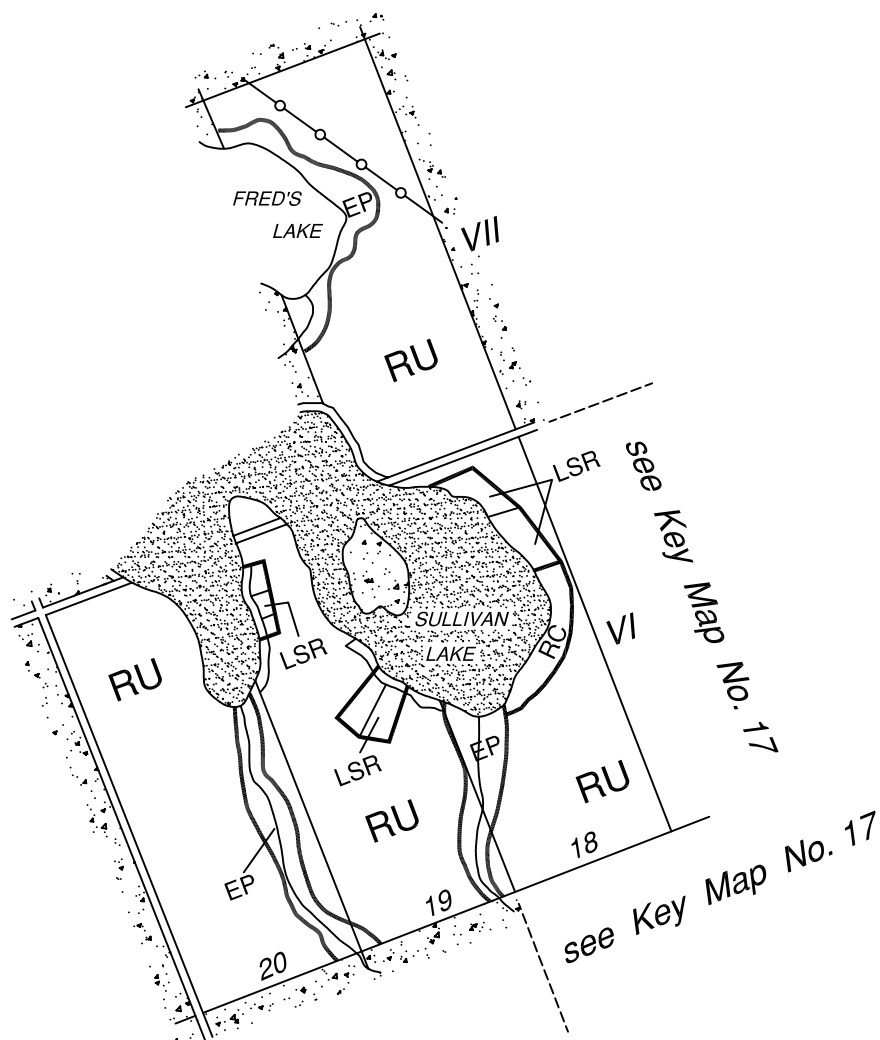 FRED'S
LAKE
EP
VII
RU
LSR
see Key Map No. 17
SULLIVAN
LAKE
RC
VI
RU
LSR
LSR
EP
RU
RU
EP
18
19
20
see Key Map No. 17